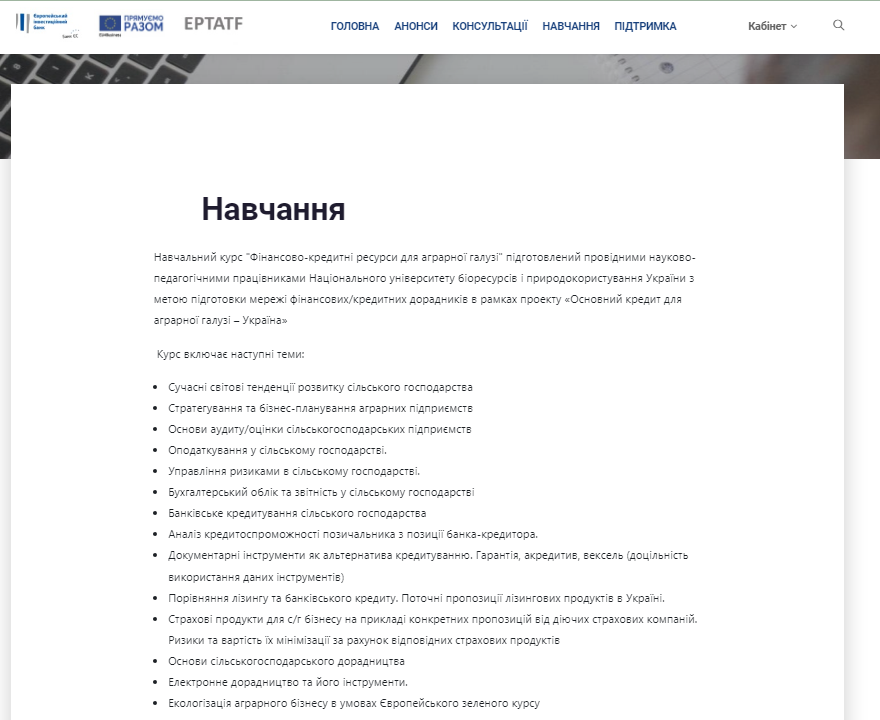 Європейський
Інвестиційний
Банк
ПРЯМУЄМО
РАЗОМ
EPTATF
ГОЛОВНА АНОНСИ КОНСУЛЬТАЦІЇ НАВЧАННЯ ПІДТРИМКА
Кабінет
Навчання
Навчальний курс "Фінансово-кредитні ресурси для аграрної галузі" підготовлений провідними науково-
педагогічними працівниками Національного університету біоресурсів і природокористування України з
метою підготовки мережі фінансових/кредитних дорадників в рамках проекту «Основний кредит для
аграрної галузі – Україна»
Курс включає наступні теми:
• Сучасні світові тенденції розвитку сільського господарства
• Стратегування та бізнес-планування аграрних підприємств
• Основи аудиту/оцінки сільськогосподарських підприємств
• Оподаткування у сільському господарстві.
• Управління ризиками в сільському господарстві.
• Бухгалтерський облік та звітність у сільському господарстві
• Банківське кредитування сільського господарства
• Аналіз кредитоспроможності позичальника з позиції банка-кредитора.
• Документарні інструменти як альтернатива кредитуванню. Гарантія, акредитив, вексель (доцільність
використання даних інструментів)
• Порівняння лізингу та банківського кредиту. Поточні пропозиції лізингових продуктів в Україні.
• Страхові продукти для с/г бізнесу на прикладі конкретних пропозицій від діючих страхових компаній.
Ризики та вартість їх мінімізації за рахунок відповідних страхових продуктів
• Основи сільськогосподарського дорадництва
• Електронне дорадництво та його інструменти.
• Екологізація аграрного бізнесу в умовах Європейського зеленого курсу